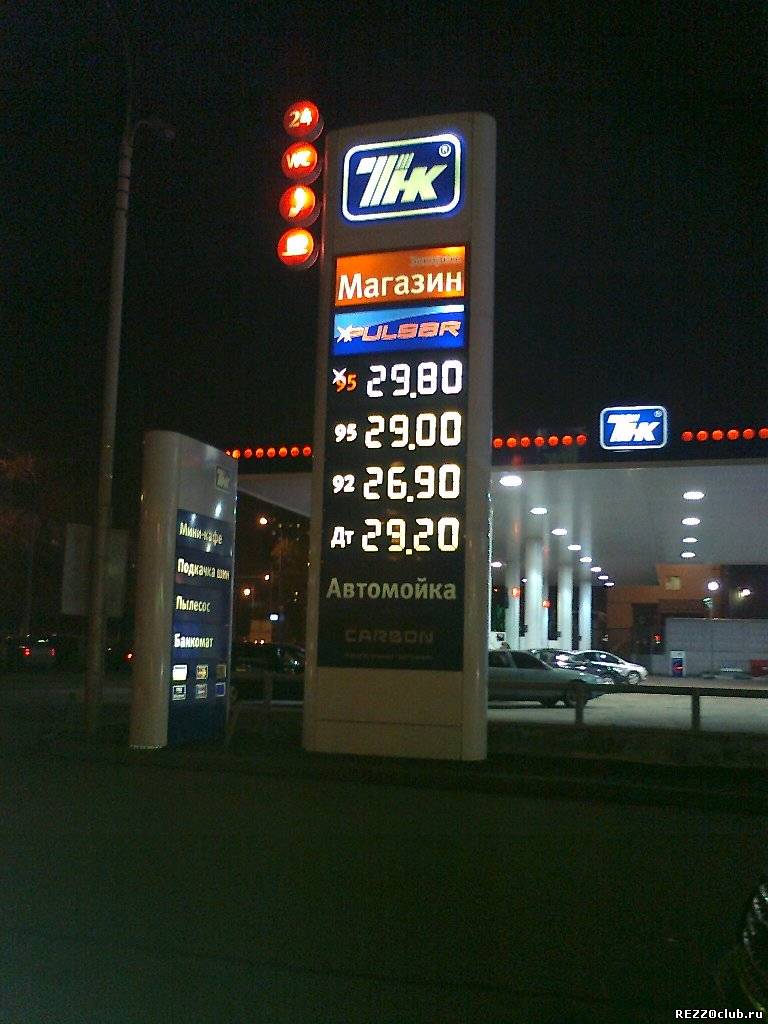 24
WC
ТНК®
Магазин
PULSAR
95 29.80
95 29.00
92 26.90
Дт 29.20
Автомойка
CARBON
ТНК
ТНК
Мини-кафе
Подкачка шин
Пылесос
Банкомат
REZZOclub.ru